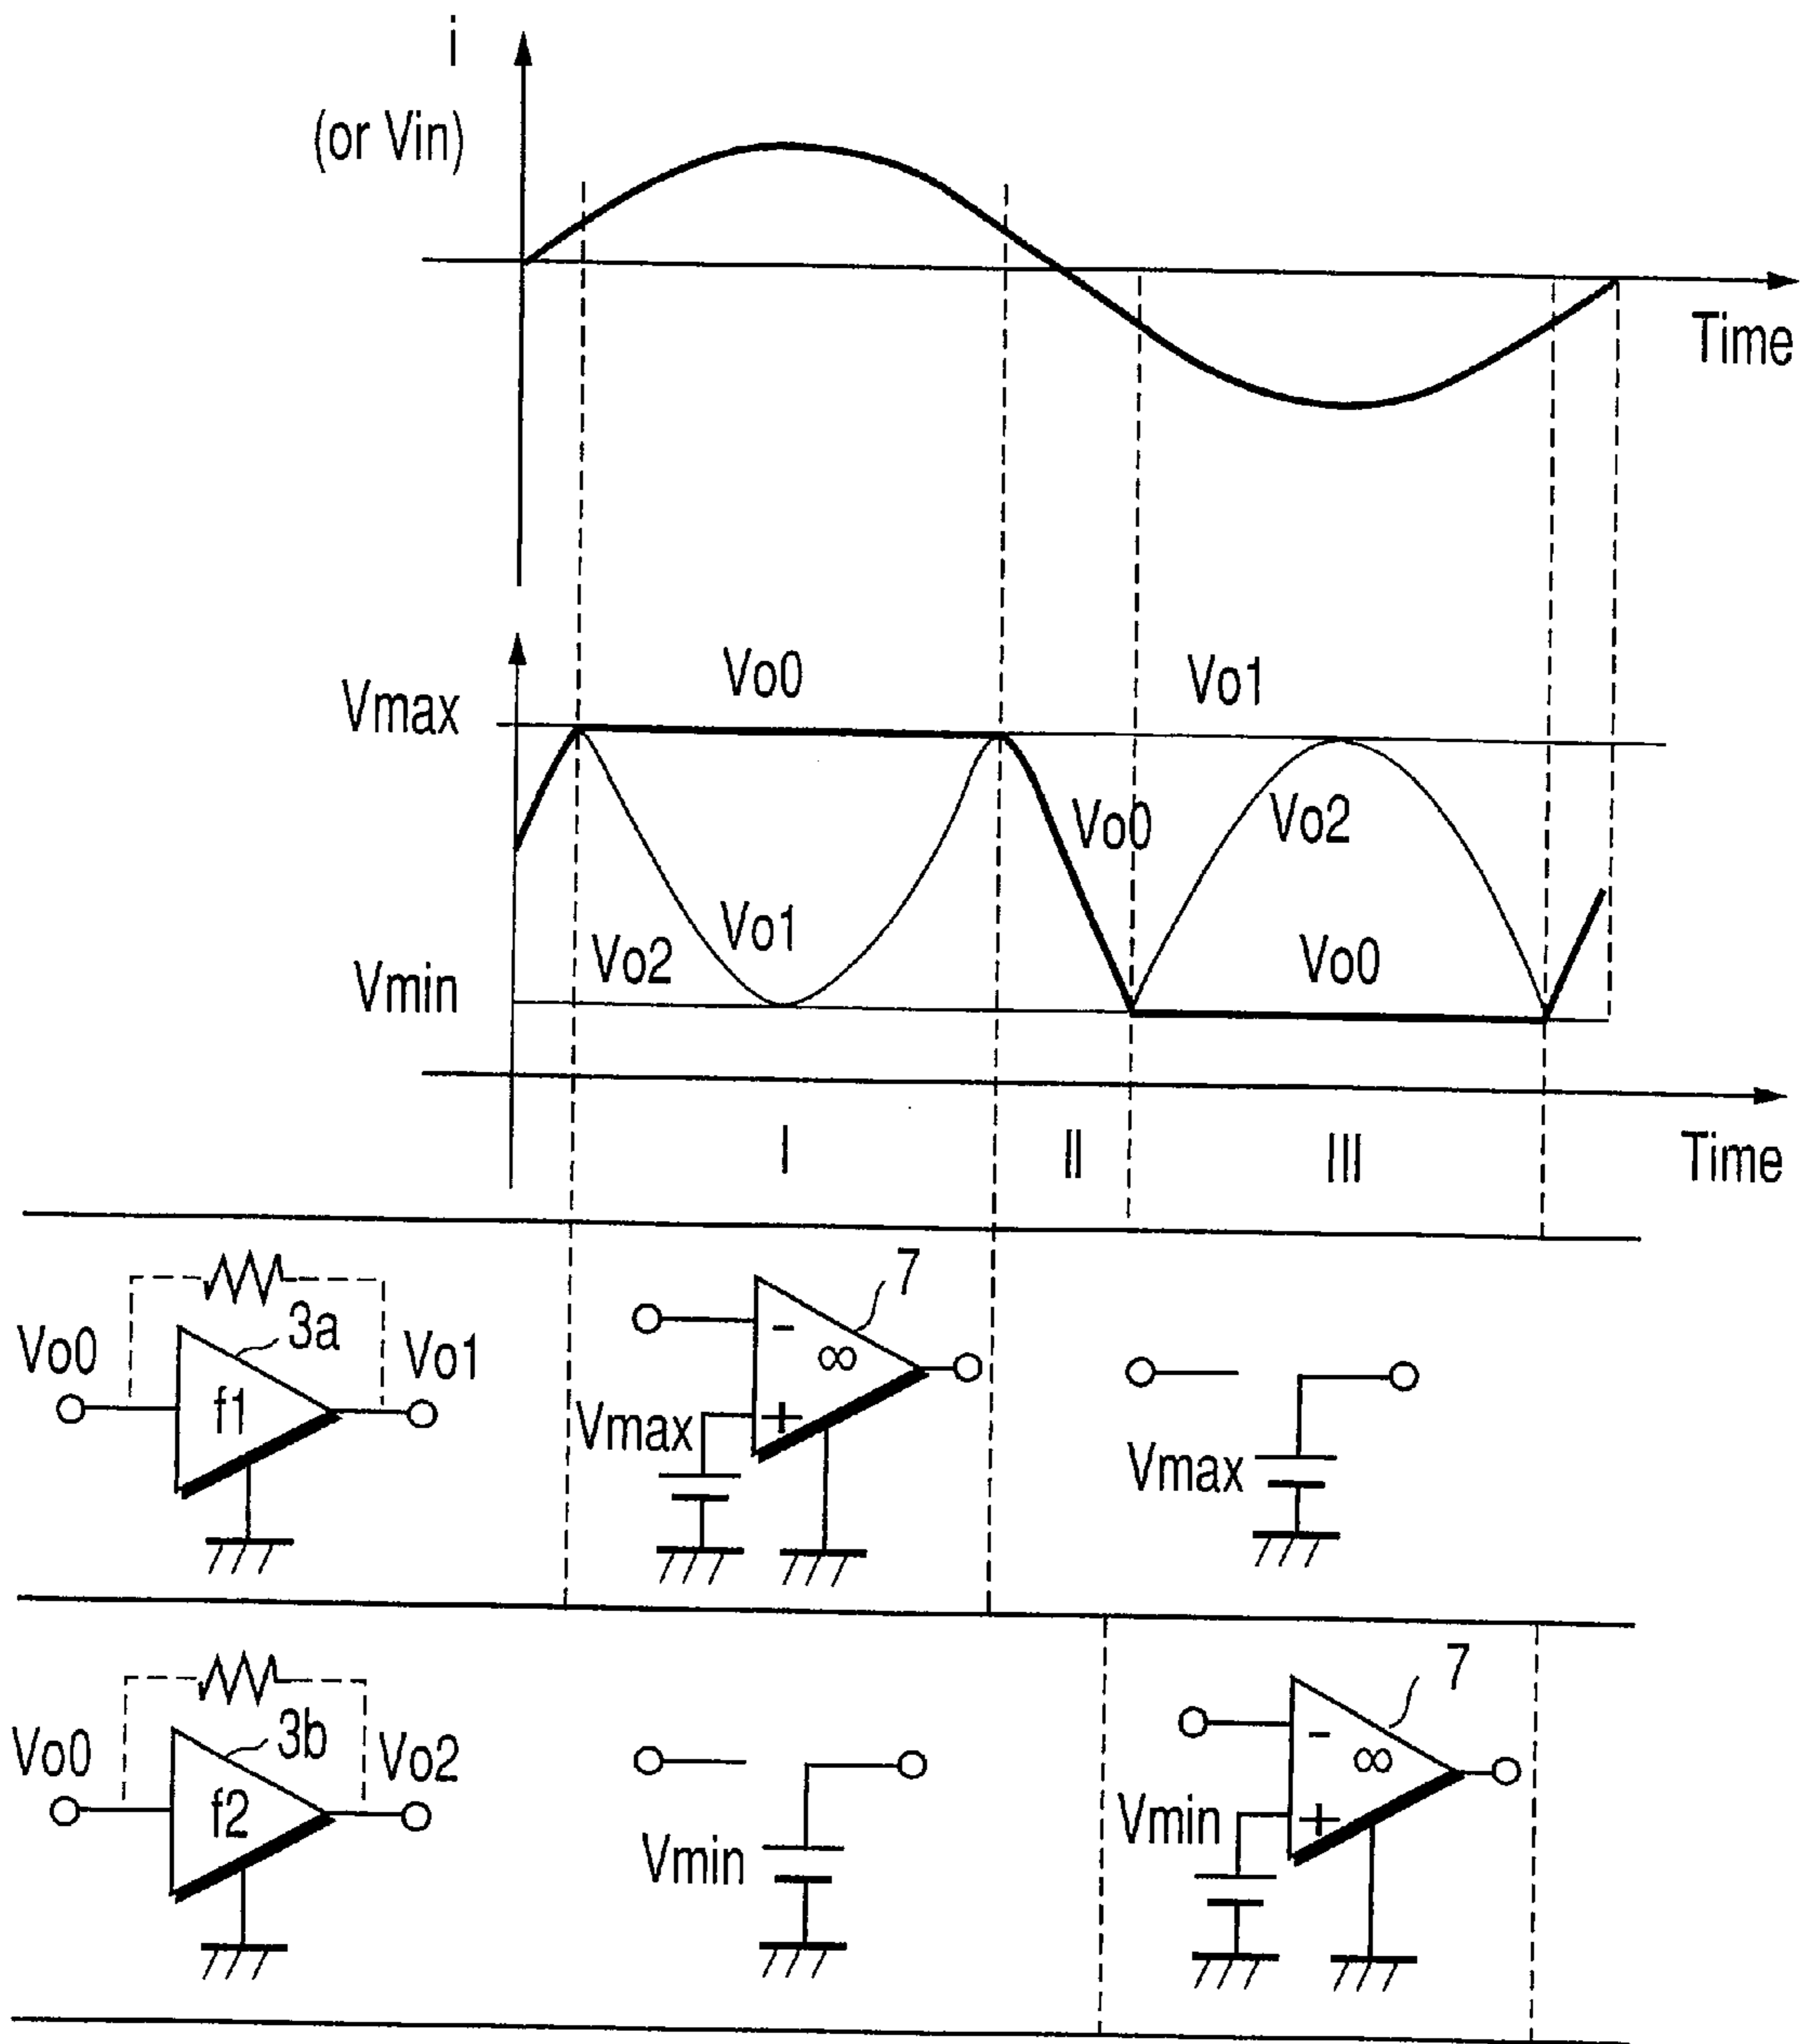 i
(or Vin)
Time
Vmax
Vo0
Vo1
Vo0
Vo2
Vo1
Vo2
Vo0
Vmin
I
II
III
Time
Vo0
3a
f1
Vo1
7
-
∞
+
Vmax
Vmax
Vo0
3b
f2
Vo2
Vmin
7
-
∞
+
Vmin